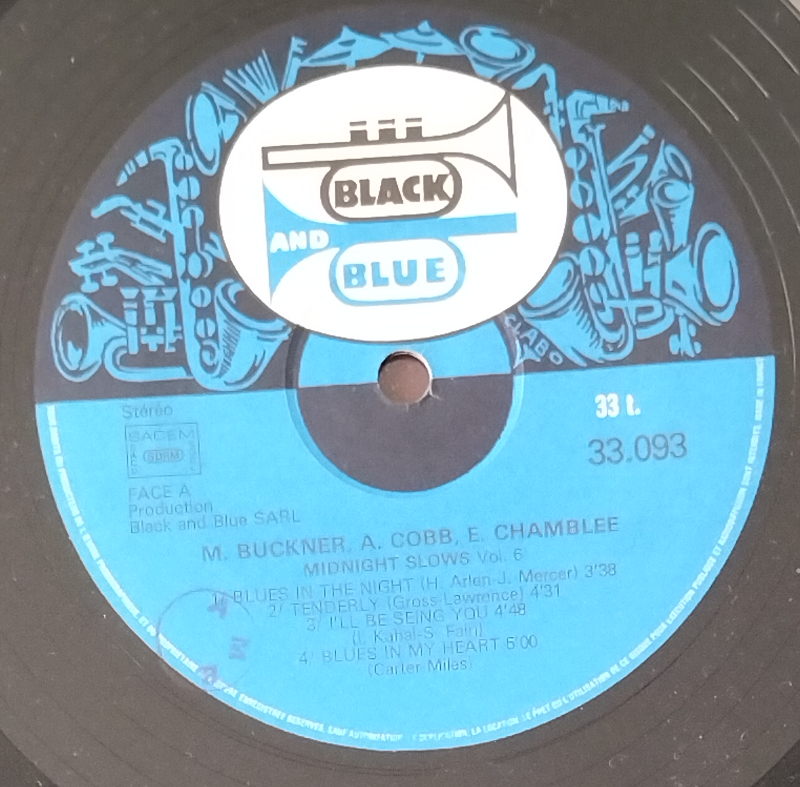 BLACK
AND
BLUE
CLABO
Stéréo
33 t.
SACEM
SDRM
33.093
FACE A
Production
Black and Blue SARL
M. BUCKNER, A. COBB, E. CHAMBLEE
MIDNIGHT SLOWS Vol. 6
1/ BLUES IN THE NIGHT (H. Arlen-J. Mercer) 3'38
2/ TENDERLY (Gross-Lawrence) 4'31
3/ I'LL BE SEING YOU 4'48
(I. Kahal-S. Fain)
4/ BLUES IN MY HEART 5'00
(Carter-Miles)